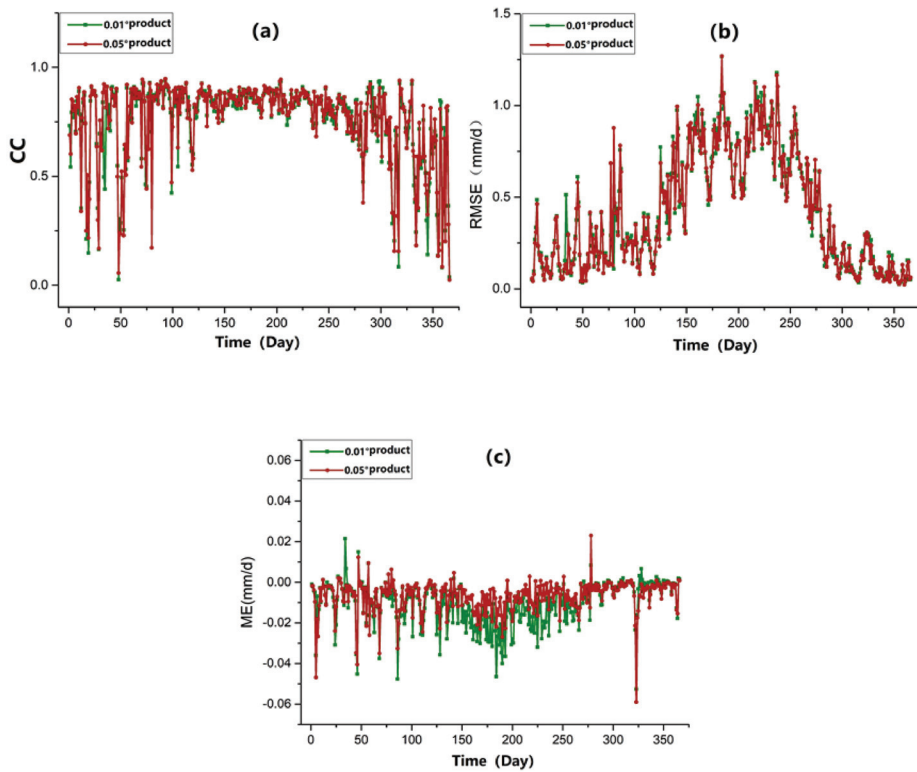 (a)
0.01°product
0.05°product
1.0
0.5
0.0
CC
0 50 100 150 200 250 300 350
Time (Day)
(b)
0.01°product
0.05°product
1.5
1.0
0.5
0.0
RMSE (mm/d)
0 50 100 150 200 250 300 350
Time (Day)
(c)
0.01°product
0.05°product
0.06
0.04
0.02
0.00
-0.02
-0.04
-0.06
ME(mm/d)
0 50 100 150 200 250 300 350
Time (Day)